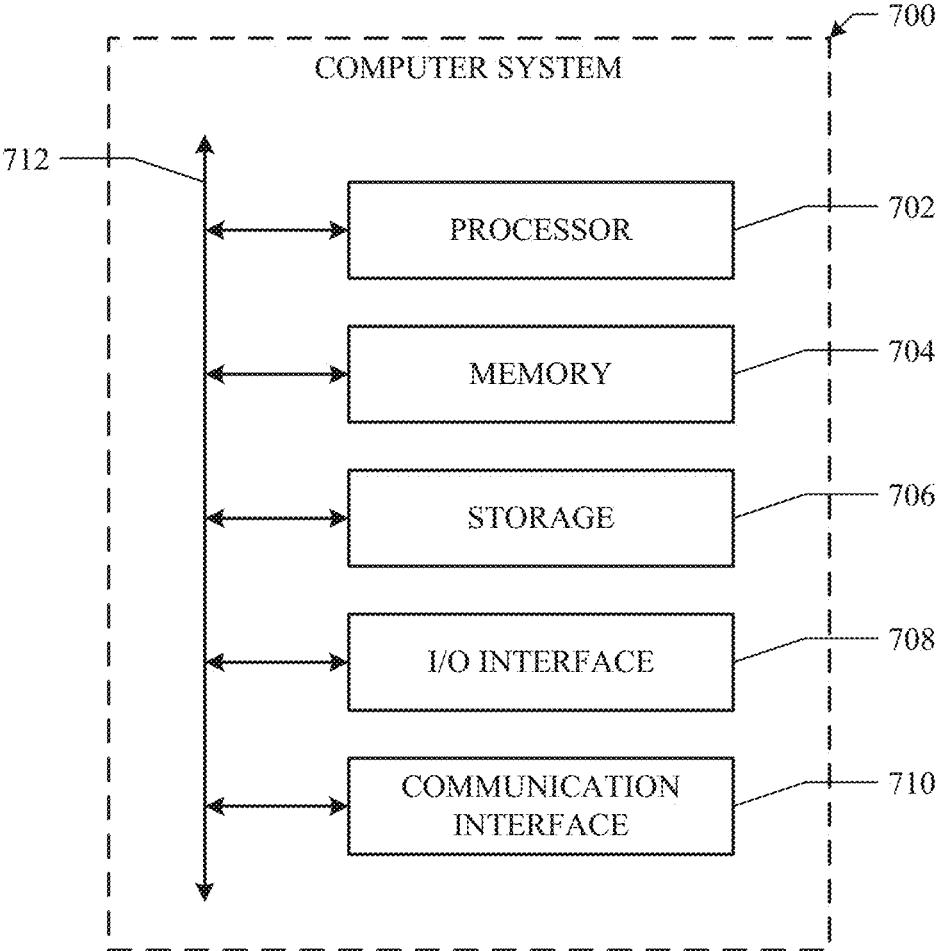 700
COMPUTER SYSTEM
712
PROCESSOR
702
MEMORY
704
STORAGE
706
I/O INTERFACE
708
COMMUNICATION
INTERFACE
710